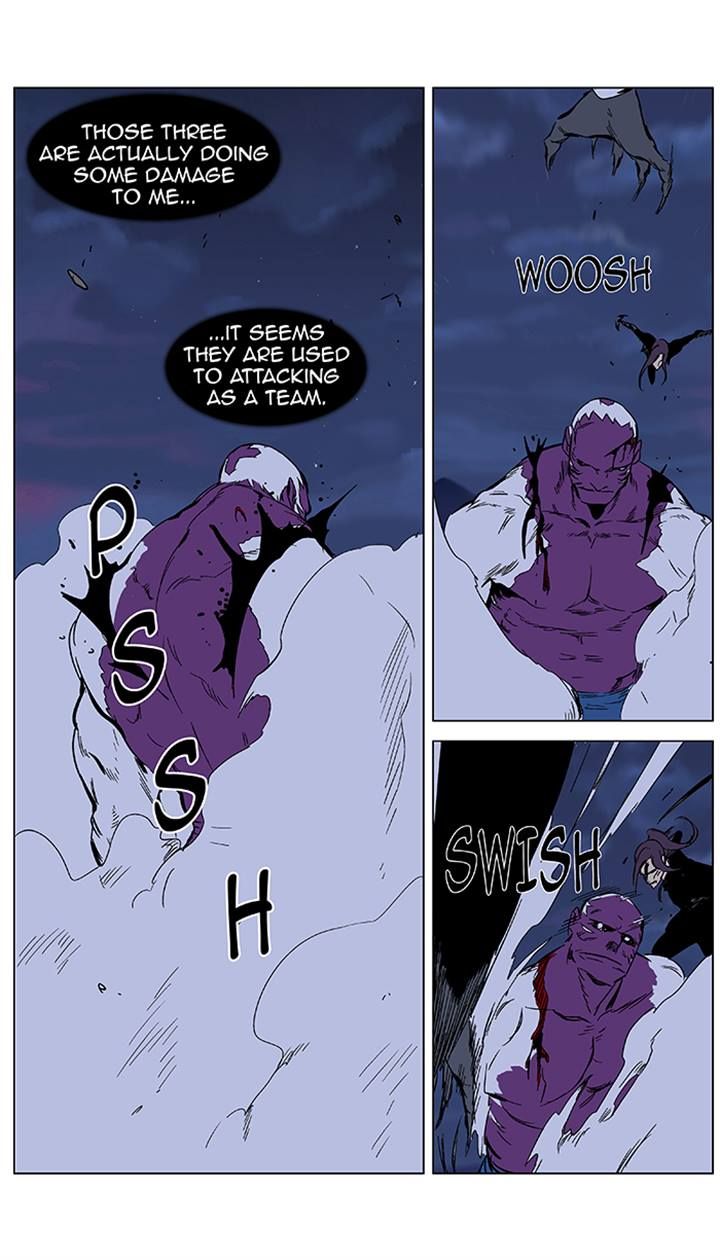 THOSE THREE
ARE ACTUALLY DOING
SOME DAMAGE
TO ME...
...IT SEEMS
THEY ARE USED
TO ATTACKING
AS A TEAM.
PSSH
WOOSH
SWISH